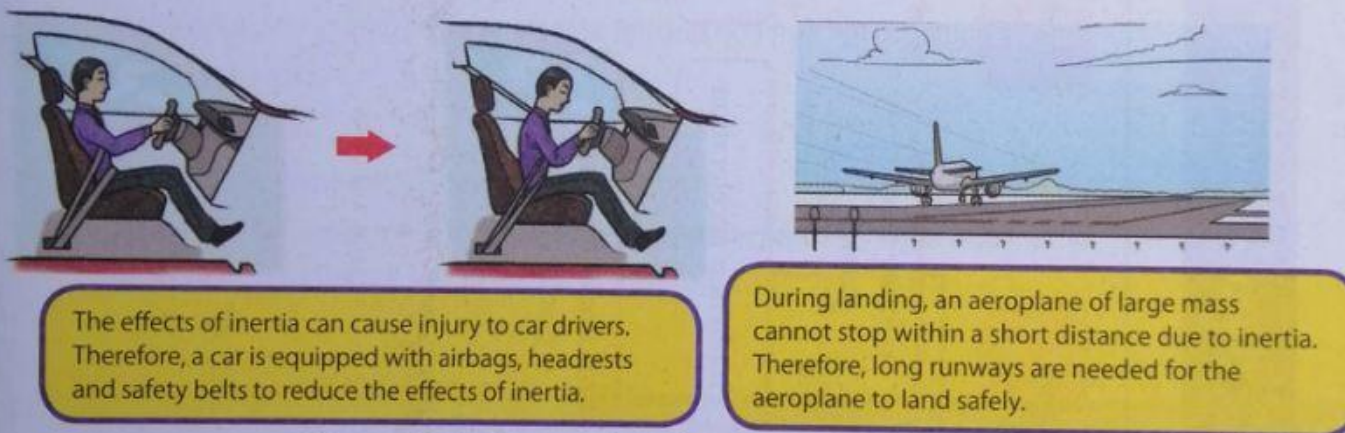 The effects of inertia can cause injury to car drivers.
Therefore, a car is equipped with airbags, headrests
and safety belts to reduce the effects of inertia.
During landing, an aeroplane of large mass
cannot stop within a short distance due to inertia.
Therefore, long runways are needed for the
aeroplane to land safely.